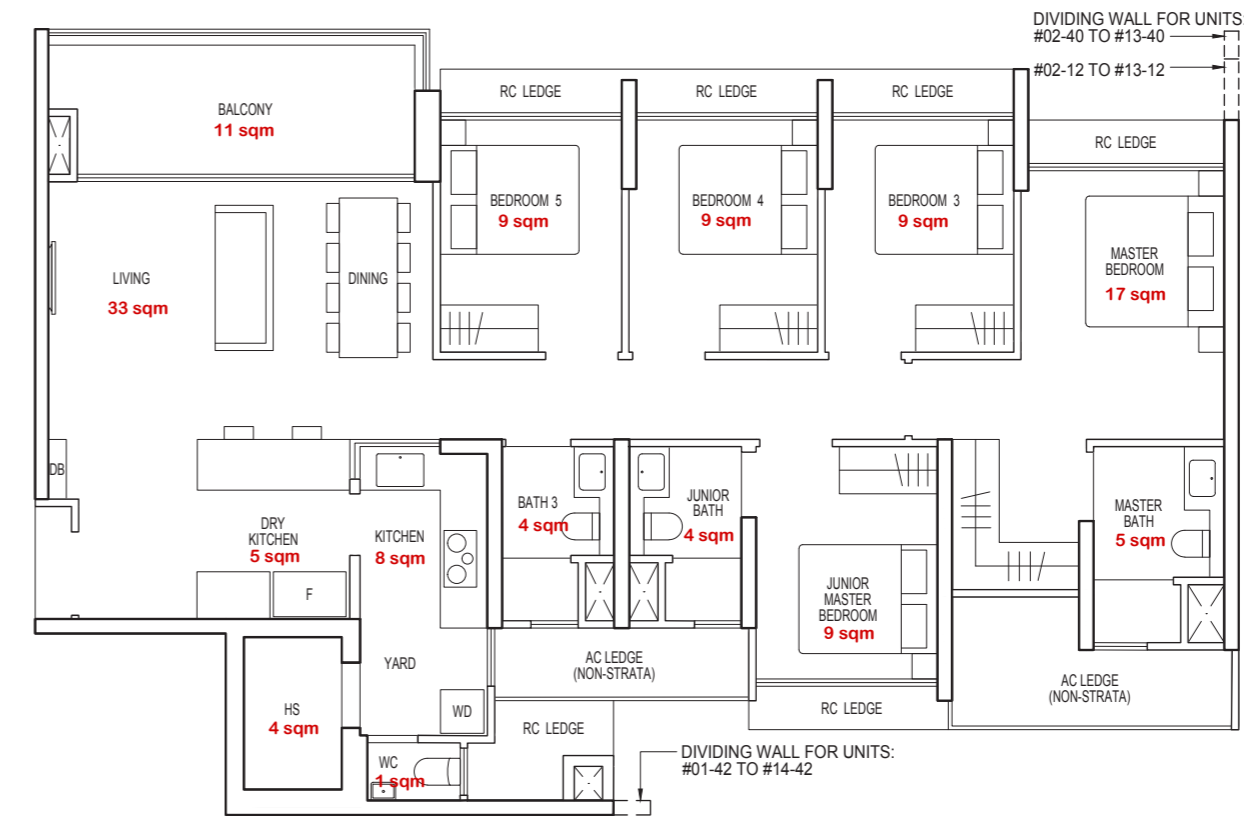 DIVIDING WALL FOR UNITS:
#02-40 TO #13-40
#02-12 TO #13-12
BALCONY
11 sqm
RC LEDGE
RC LEDGE
RC LEDGE
RC LEDGE
BEDROOM 5
9 sqm
BEDROOM 4
9 sqm
BEDROOM 3
9 sqm
MASTER
BEDROOM
17 sqm
LIVING
33 sqm
DINING
DB
DRY
KITCHEN
5 sqm
F
KITCHEN
8 sqm
BATH 3
4 sqm
JUNIOR
BATH
4 sqm
JUNIOR
MASTER
BEDROOM
9 sqm
MASTER
BATH
5 sqm
YARD
WD
HS
4 sqm
WC
1 sqm
AC LEDGE
(NON-STRATA)
RC LEDGE
RC LEDGE
AC LEDGE
(NON-STRATA)
DIVIDING WALL FOR UNITS:
#01-42 TO #14-42